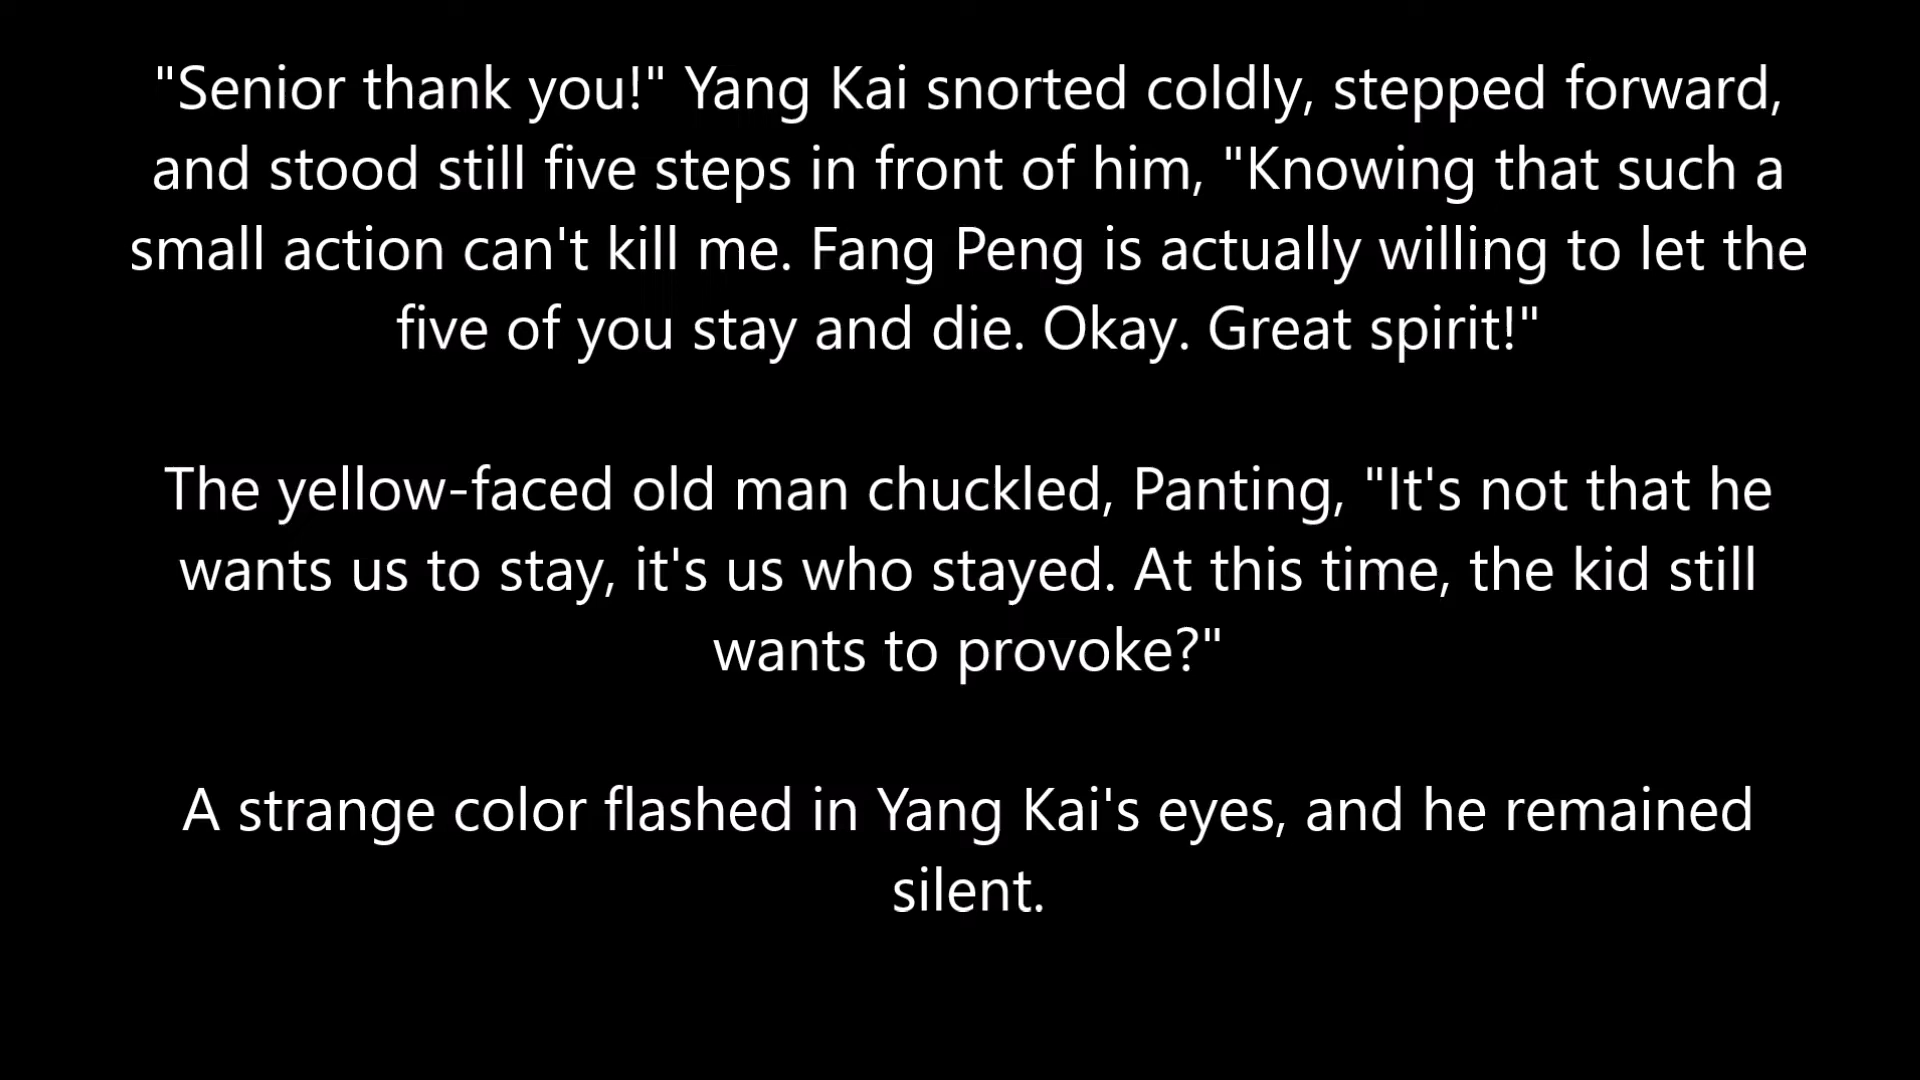 "Senior thank you!" Yang Kai snorted coldly, stepped forward,
and stood still five steps in front of him, "Knowing that such a
small action can't kill me. Fang Peng is actually willing to let the
five of you stay and die. Okay. Great spirit!"
The yellow-faced old man chuckled, Panting, "It's not that he
wants us to stay, it's us who stayed. At this time, the kid still
wants to provoke?"
A strange color flashed in Yang Kai's eyes, and he remained
silent.